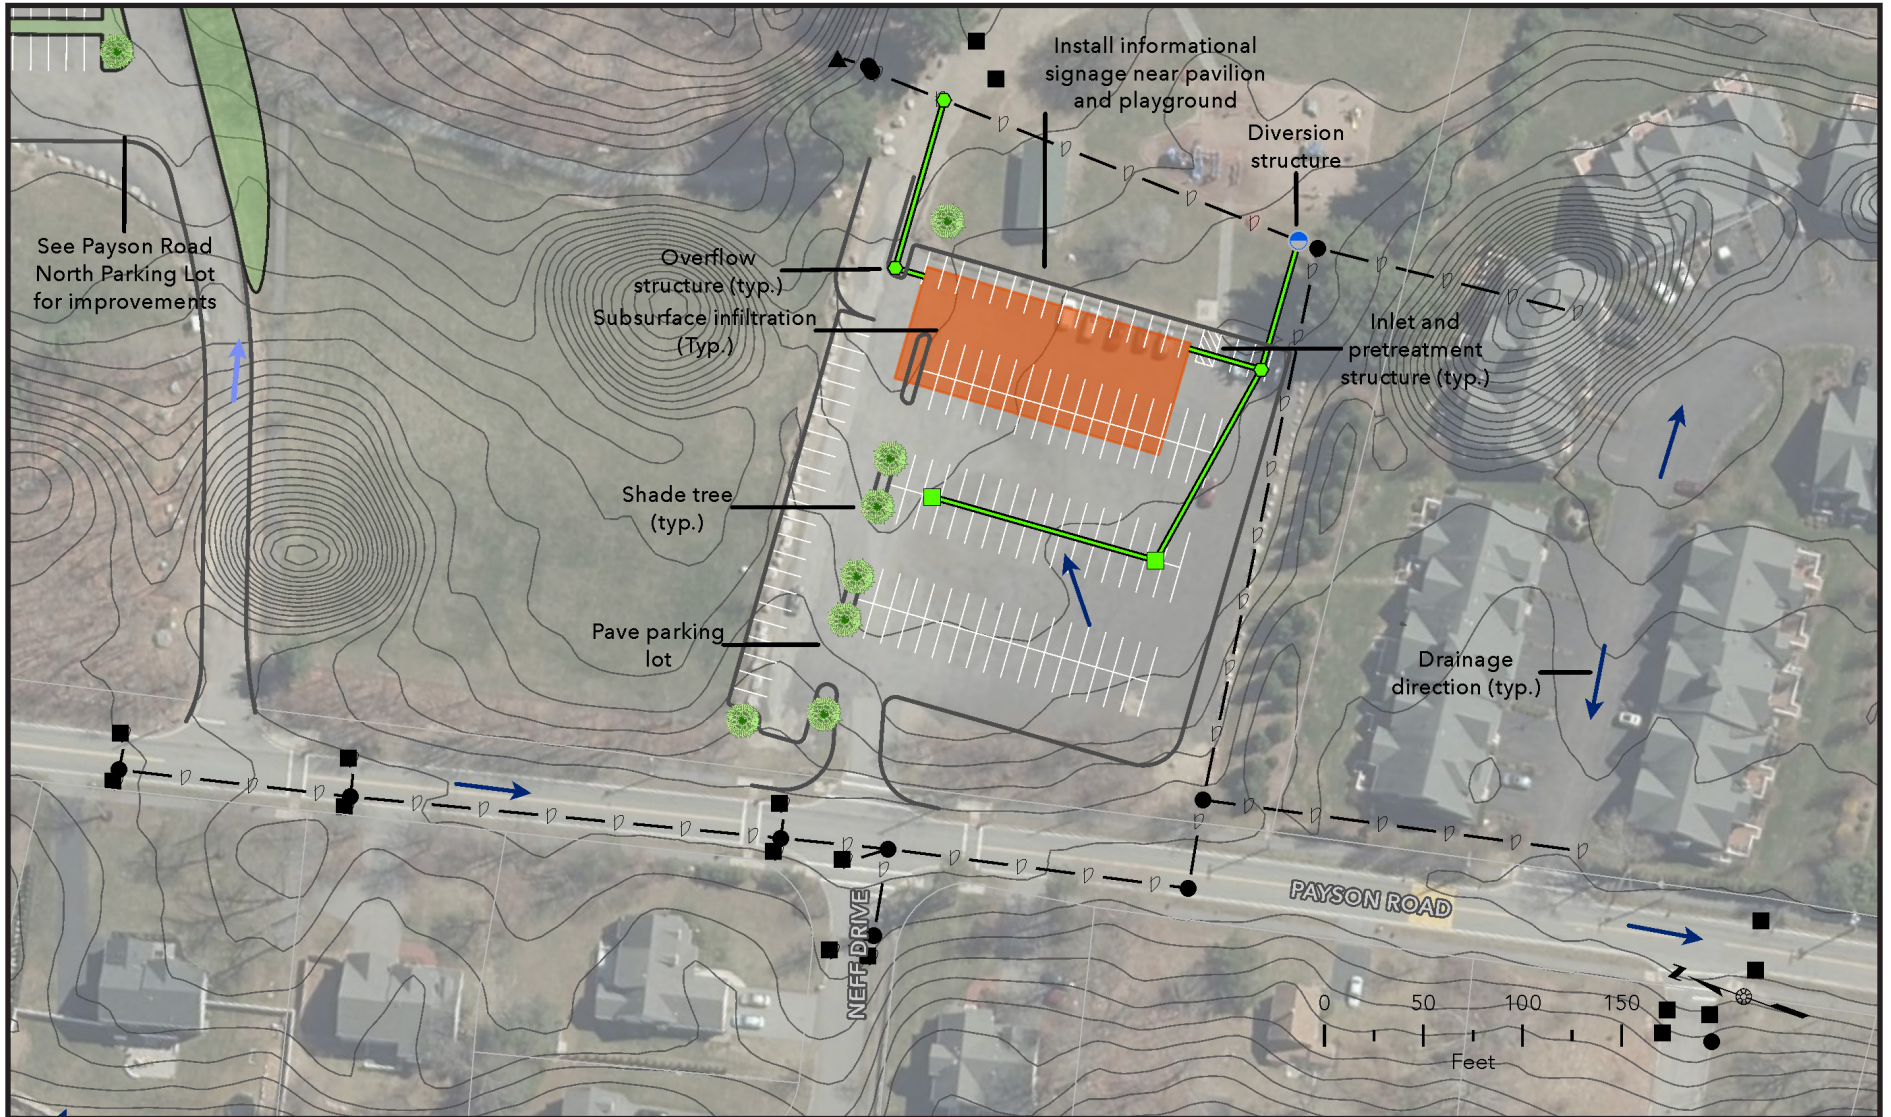 Install informational
signage near pavilion
and playground
Diversion
structure
See Payson Road
North Parking Lot
for improvements
Overflow
structure (typ.)
Subsurface infiltration
(Typ.)
Inlet and
pretreatment
structure (typ.)
Shade tree
(typ.)
Pave parking
lot
Drainage
direction (typ.)
PAYSON ROAD
NEFF DRIVE
0 50 100 150
Feet
D D D D D D D D
D D D D D D D D D
D D D D D D D D D D D D D
D D D D D D
D D
Z